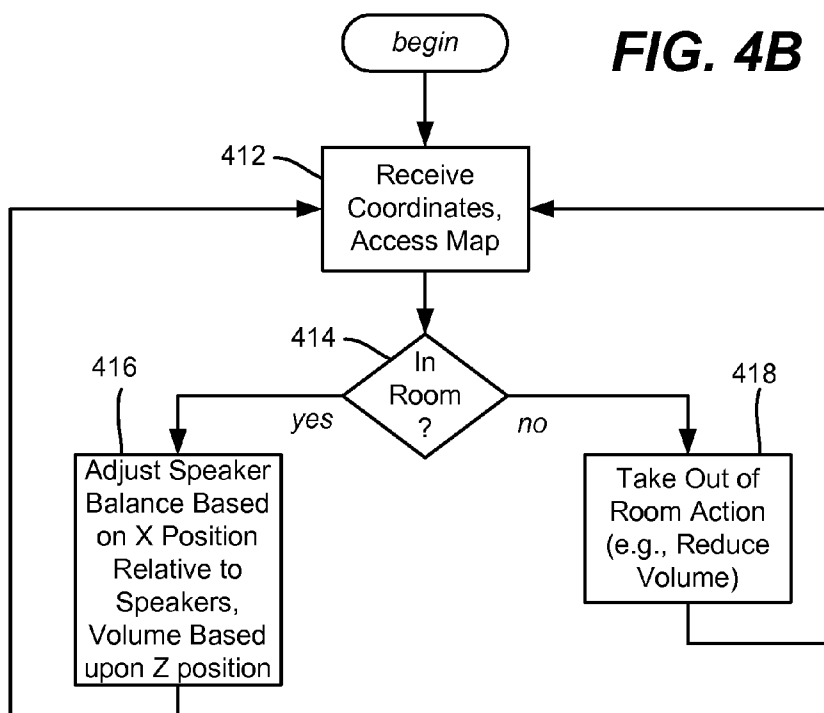 begin
FIG. 4B
412
Receive
Coordinates,
Access Map
414
In
Room
?
yes
no
416
Adjust Speaker
Balance Based
on X Position
Relative to
Speakers,
Volume Based
upon Z position
418
Take Out of
Room Action
(e.g., Reduce
Volume)